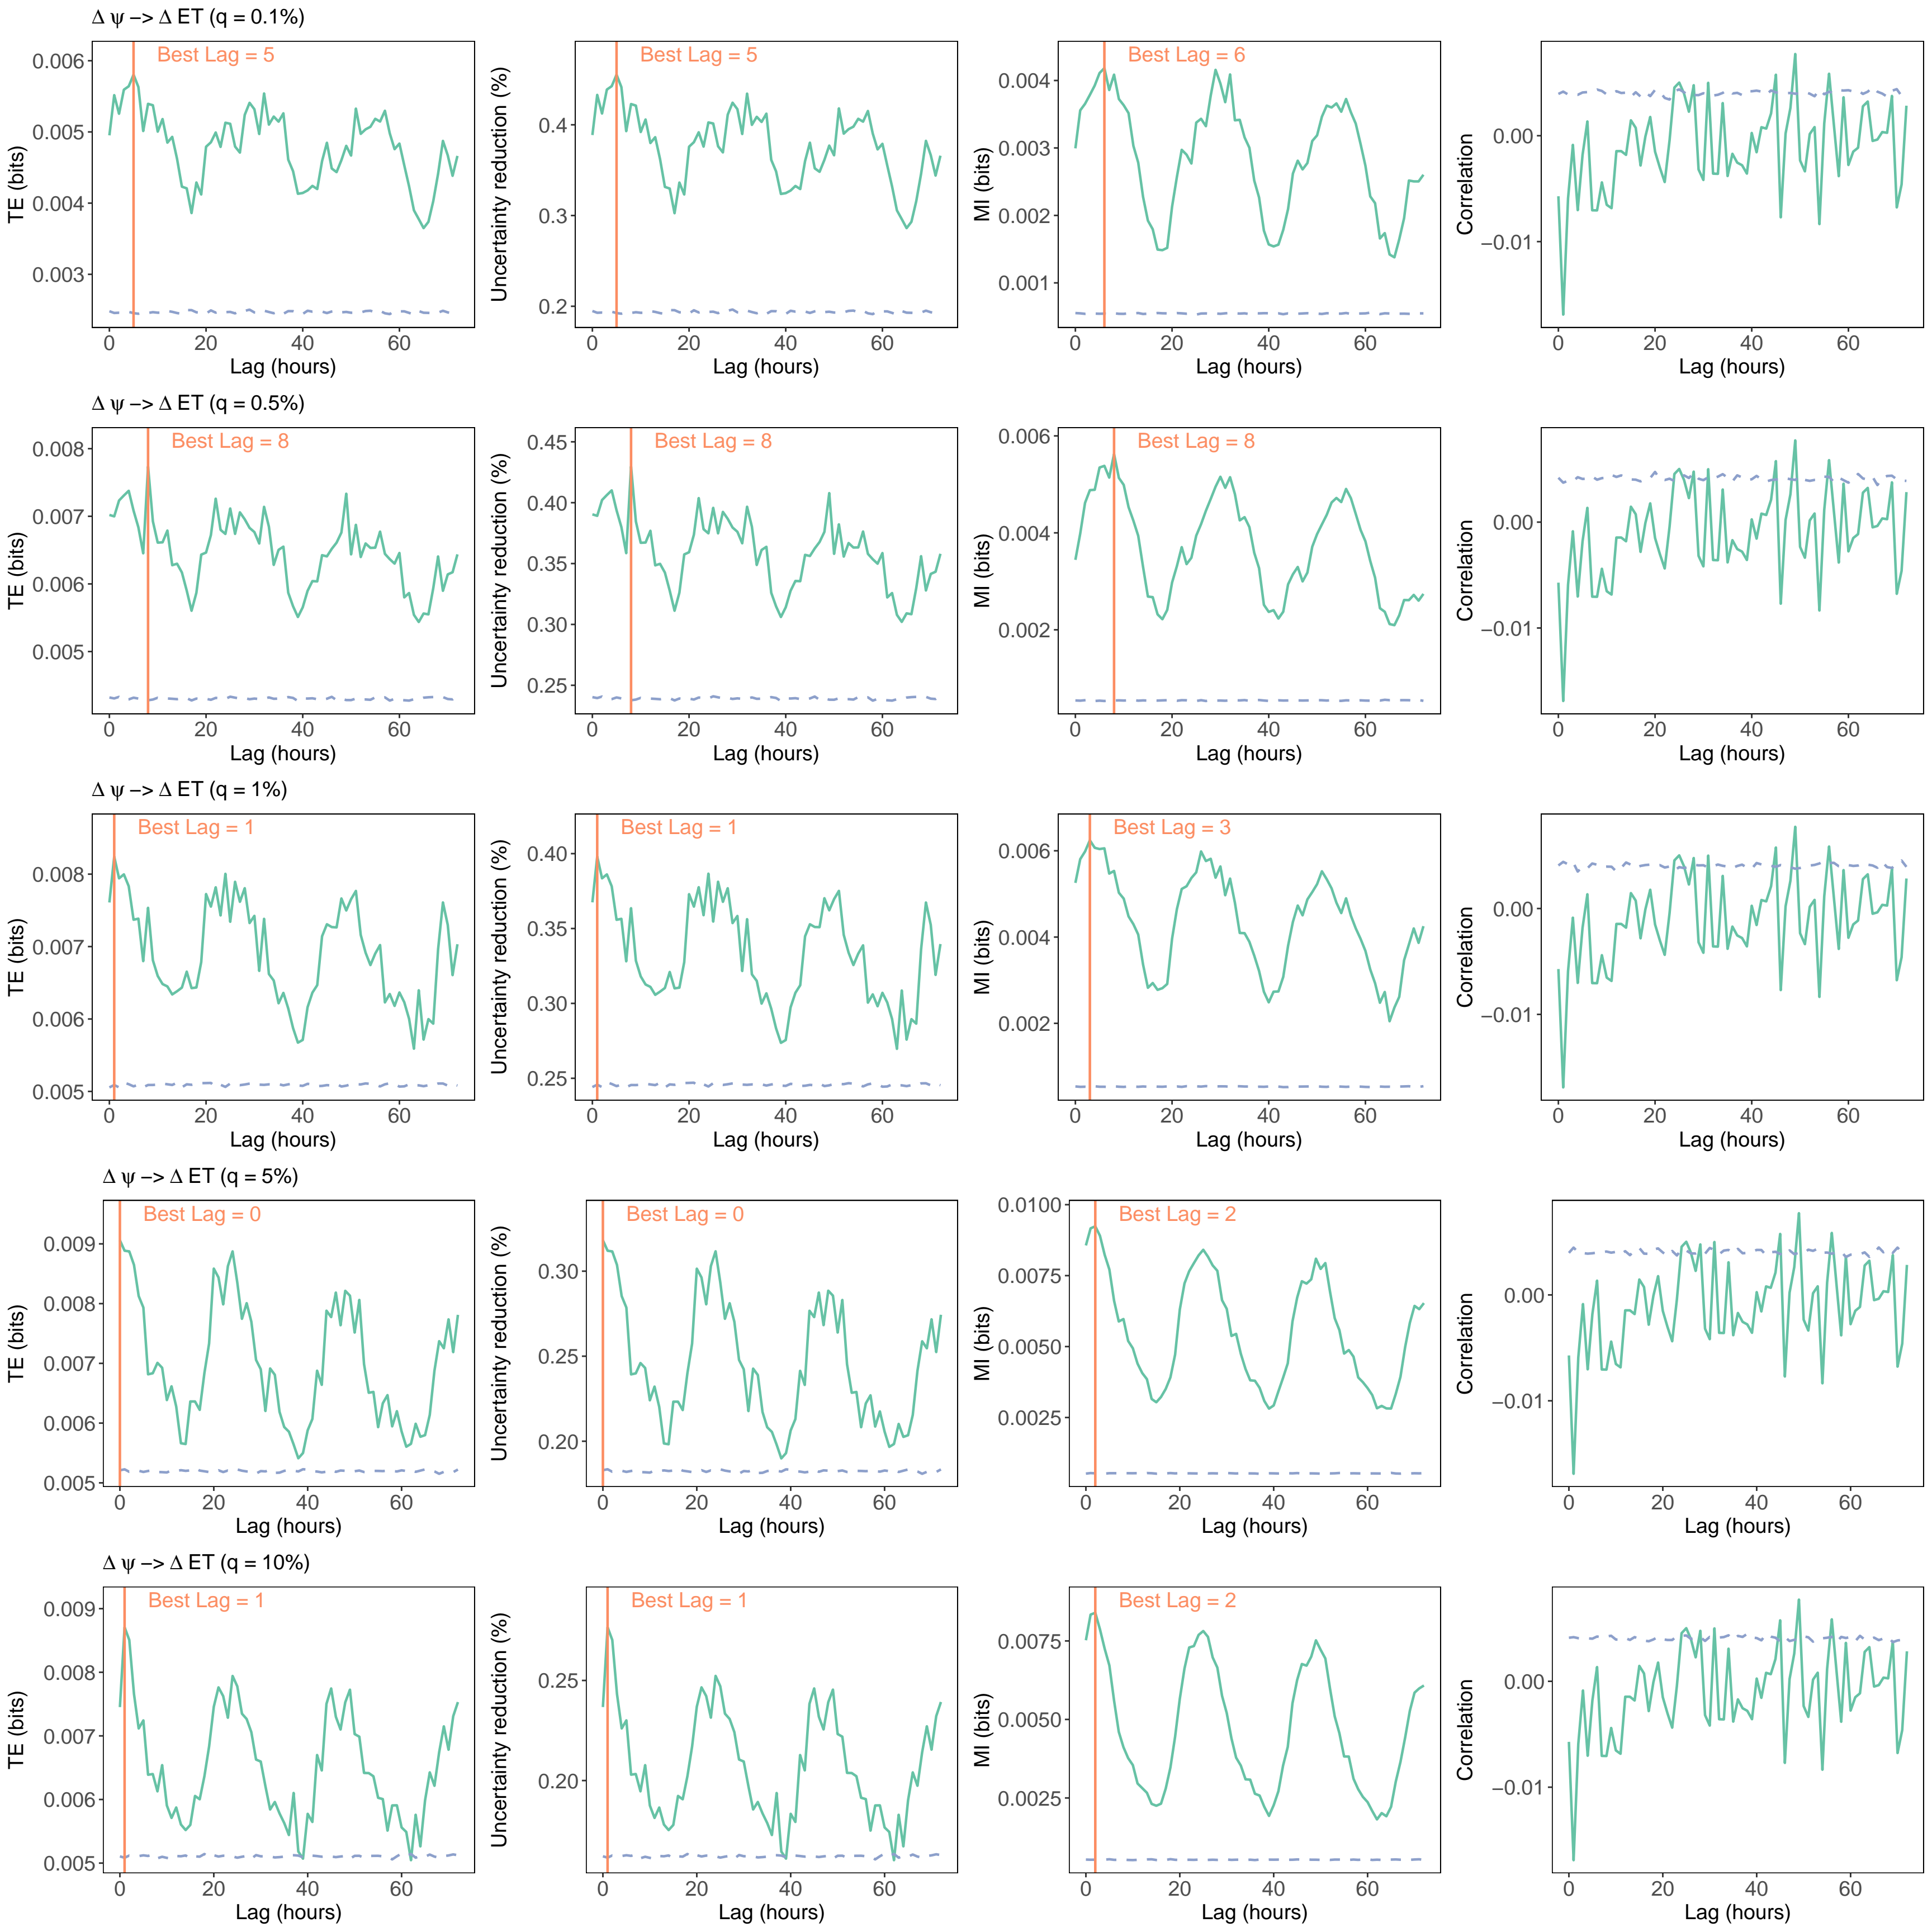 Δ ψ −> Δ ET (q = 0.1%)
Best Lag = 5
Best Lag = 5
Best Lag = 6
TE (bits)
0.006
0.005
0.004
0.003
Uncertainty reduction (%)
0.4
0.3
0.2
MI (bits)
0.004
0.003
0.002
0.001
Correlation
0.00
−0.01
0 20 40 60
0 20 40 60
0 20 40 60
0 20 40 60
Lag (hours)
Lag (hours)
Lag (hours)
Lag (hours)
Δ ψ −> Δ ET (q = 0.5%)
Best Lag = 8
Best Lag = 8
Best Lag = 8
TE (bits)
0.008
0.007
0.006
0.005
Uncertainty reduction (%)
0.45
0.40
0.35
0.30
0.25
MI (bits)
0.006
0.004
0.002
Correlation
0.00
−0.01
0 20 40 60
0 20 40 60
0 20 40 60
0 20 40 60
Lag (hours)
Lag (hours)
Lag (hours)
Lag (hours)
Δ ψ −> Δ ET (q = 1%)
Best Lag = 1
Best Lag = 1
Best Lag = 3
TE (bits)
0.008
0.007
0.006
0.005
Uncertainty reduction (%)
0.40
0.35
0.30
0.25
MI (bits)
0.006
0.004
0.002
Correlation
0.00
−0.01
0 20 40 60
0 20 40 60
0 20 40 60
0 20 40 60
Lag (hours)
Lag (hours)
Lag (hours)
Lag (hours)
Δ ψ −> Δ ET (q = 5%)
Best Lag = 0
Best Lag = 0
Best Lag = 2
TE (bits)
0.009
0.008
0.007
0.006
0.005
Uncertainty reduction (%)
0.30
0.25
0.20
MI (bits)
0.0100
0.0075
0.0050
0.0025
Correlation
0.00
−0.01
0 20 40 60
0 20 40 60
0 20 40 60
0 20 40 60
Lag (hours)
Lag (hours)
Lag (hours)
Lag (hours)
Δ ψ −> Δ ET (q = 10%)
Best Lag = 1
Best Lag = 1
Best Lag = 2
TE (bits)
0.009
0.008
0.007
0.006
0.005
Uncertainty reduction (%)
0.25
0.20
MI (bits)
0.0075
0.0050
0.0025
Correlation
0.00
−0.01
0 20 40 60
0 20 40 60
0 20 40 60
0 20 40 60
Lag (hours)
Lag (hours)
Lag (hours)
Lag (hours)